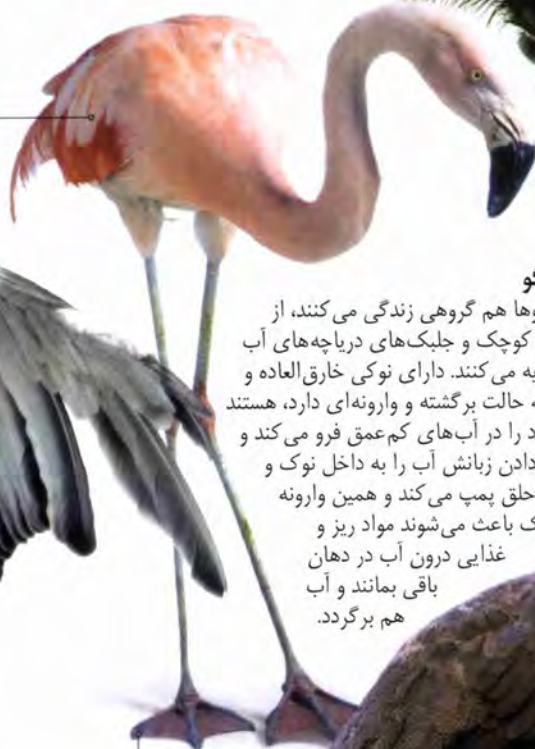 وها هم گروهی زندگی می‌کنند، از
کوچک و جلبک‌های دریاچه‌های آب
یه می‌کنند. دارای نوکی خارق‌العاده و
ه حالت برگشته و وارونه‌ای دارد، هستند
د را در آب‌های کم‌عمق فرو می‌کند و
دادن زبانش آب را به داخل نوک و
حلق پمپ می‌کند و همین وارونه
ک باعث می‌شوند مواد ریز و
غذایی درون آب در دهان
باقی بمانند و آب
هم برگردد.